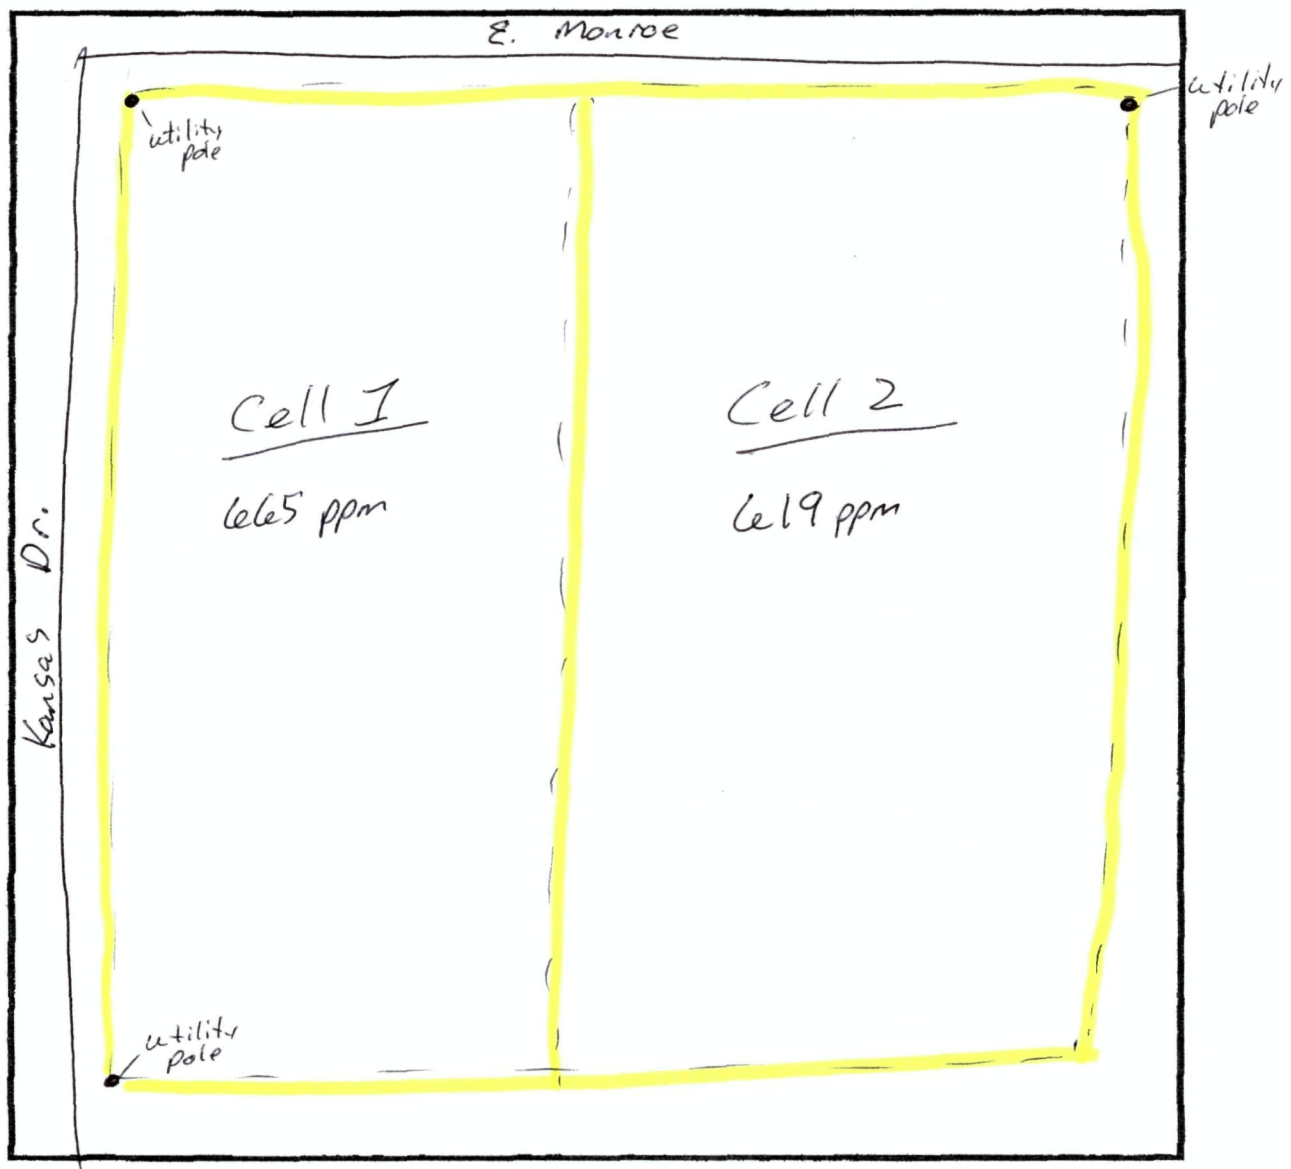 E. Monroe
utility
pole
utility
pole
Cell 1
665 ppm
Cell 2
619 ppm
Kansas Dr.
utility
pole